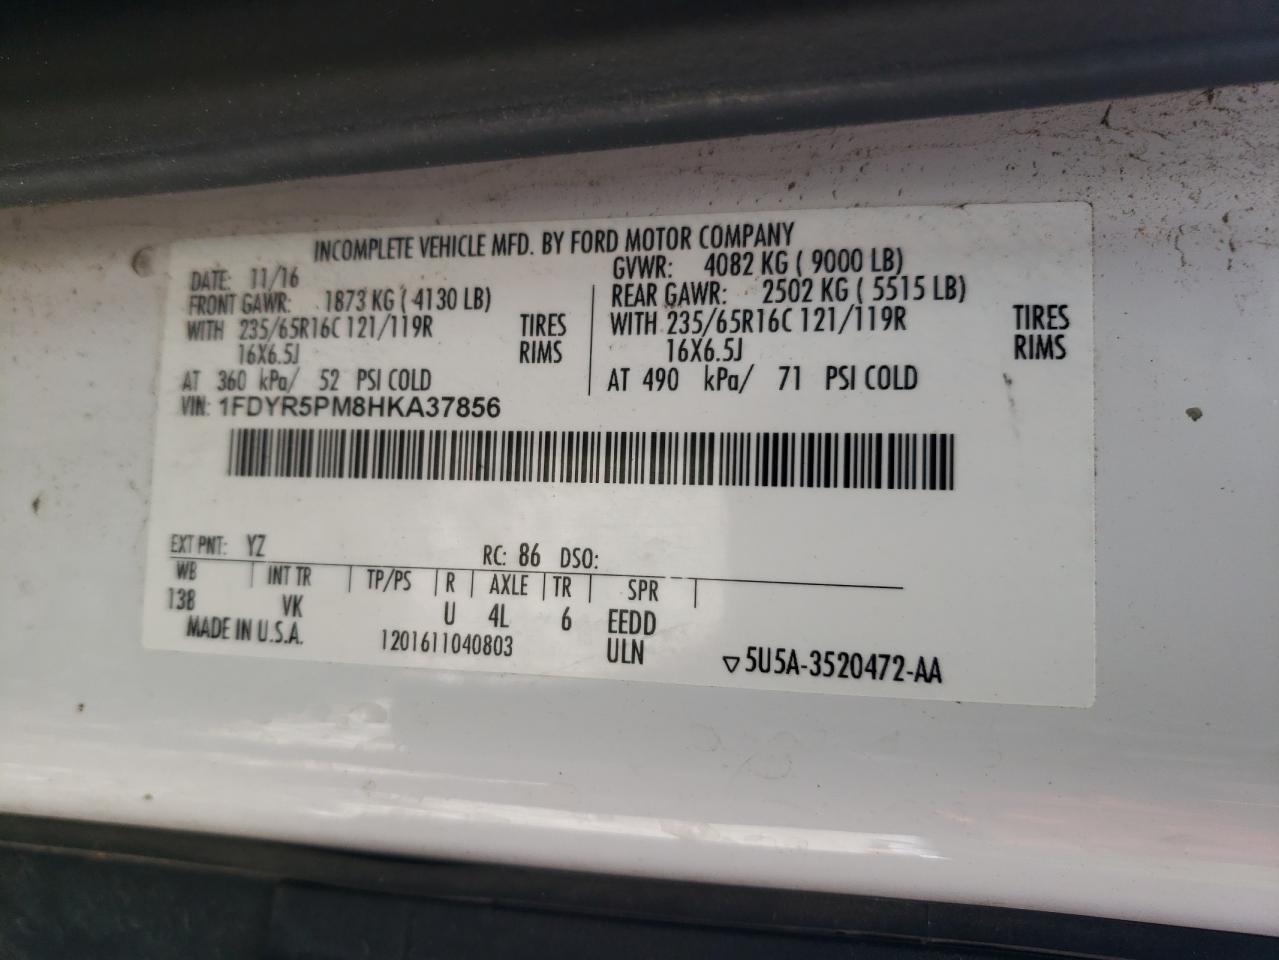 INCOMPLETE VEHICLE MFD. BY FORD MOTOR COMPANY
DATE: 11/16 GVWR: 4082 KG ( 9000 LB)
FRONT GAWR: 1873 KG ( 4130 LB) REAR GAWR: 2502 KG ( 5515 LB)
WITH 235/65R16C 121/119R TIRES WITH 235/65R16C 121/119R TIRES
16X6.5J RIMS 16X6.5J RIMS
AT 360 kPa/ 52 PSI COLD AT 490 kPa/ 71 PSI COLD
VIN: 1FDYR5PM8HKA37856
EXT PNT: YZ RC: 86 DSO:
WB INT TR TP/PS R AXLE TR SPR
138 VK U 4L 6 EEDD
MADE IN U.S.A. 1201611040803 ULN ▽5U5A-3520472-AA